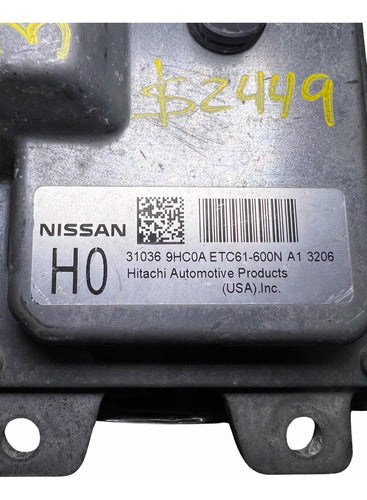 $2449
NISSAN
H0
31036 9HC0A ETC61-600N A1 3206
Hitachi Automotive Products
(USA).Inc.